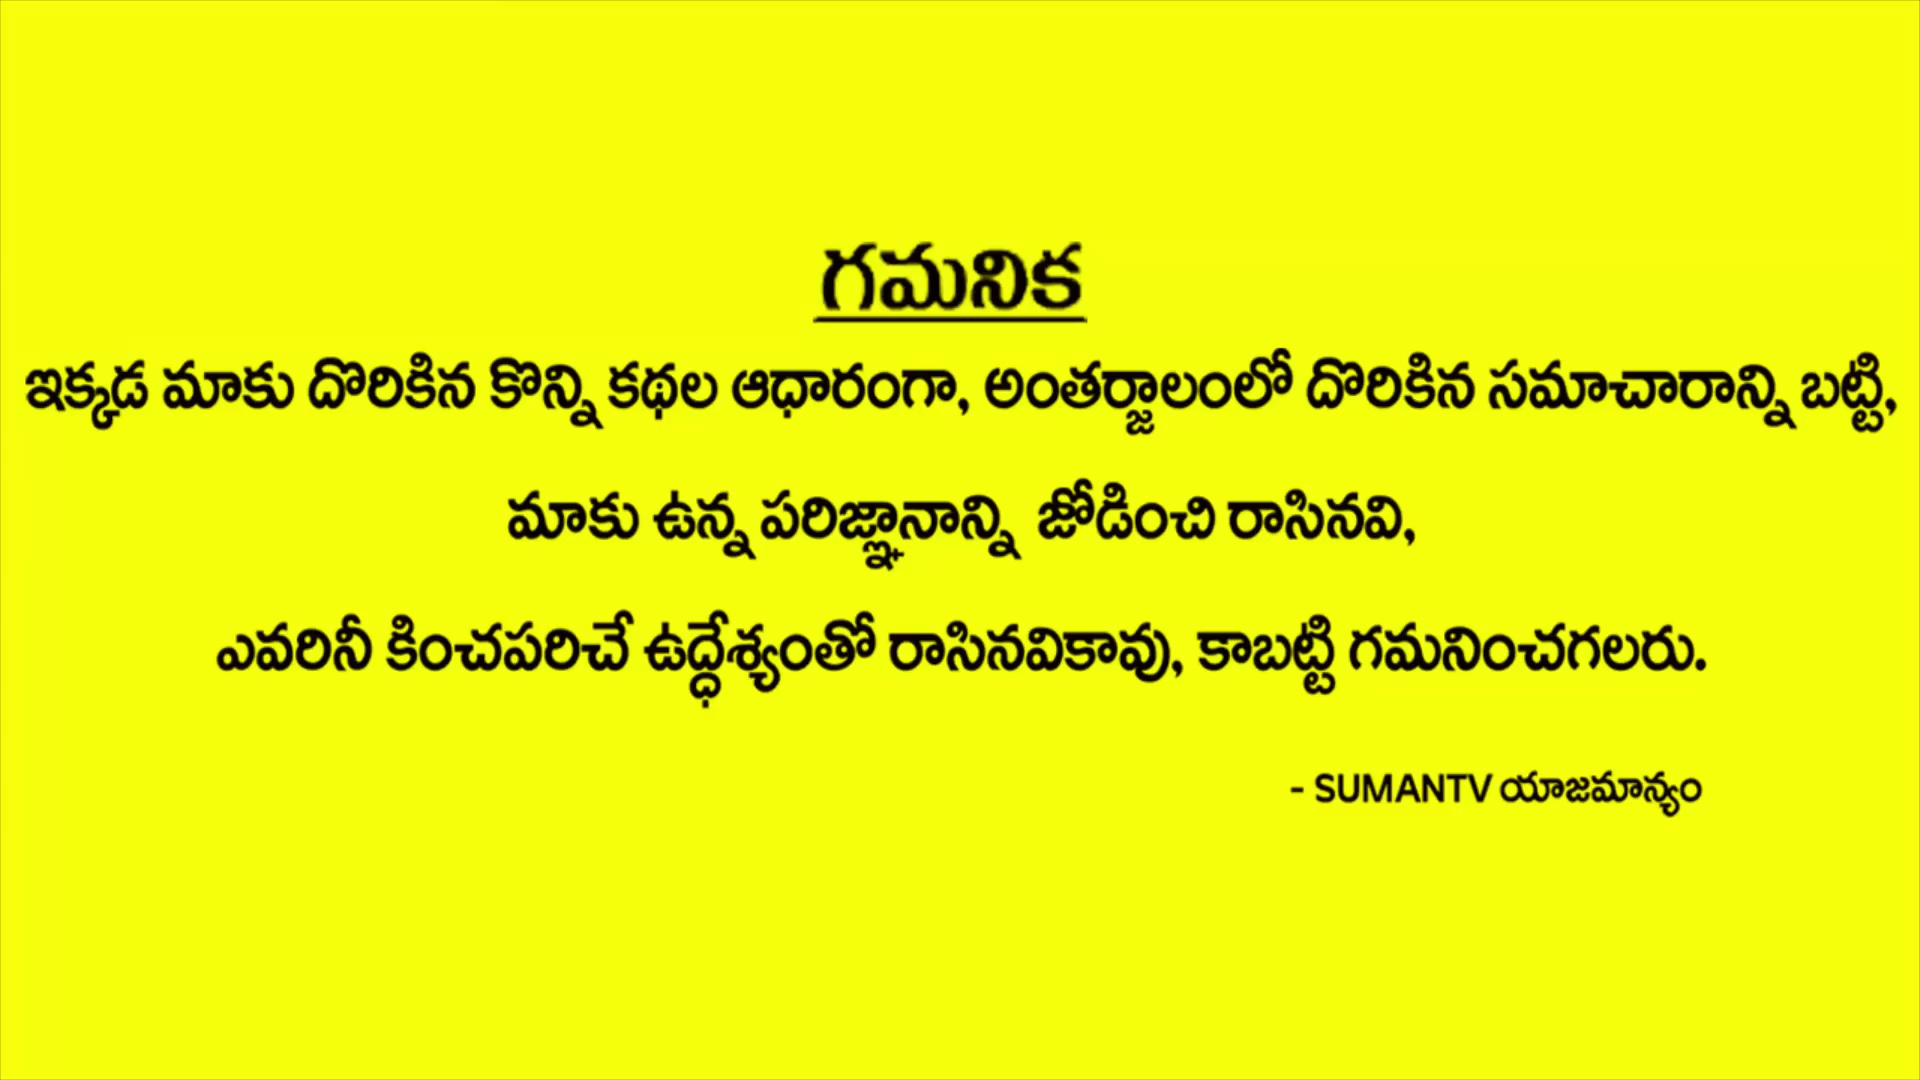 గమనిక
ఇక్కడ మాకు దొరికిన కొన్ని కథల ఆధారంగా, అంతర్జాలంలో దొరికిన సమాచారాన్ని బట్టి,
మాకు ఉన్న పరిజ్ఞానాన్ని జోడించి రాసినవి,
ఎవరినీ కించపరిచే ఉద్ధేశ్యంతో రాసినవికావు, కాబట్టి గమనించగలరు.
- SUMANTV యాజమాన్యం